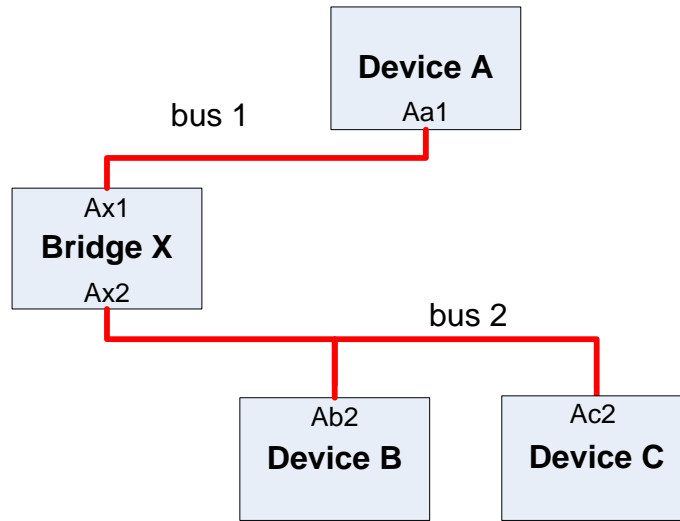 Device A
Aa1
bus 1
Ax1
Bridge X
Ax2
bus 2
Ab2
Device B
Ac2
Device C